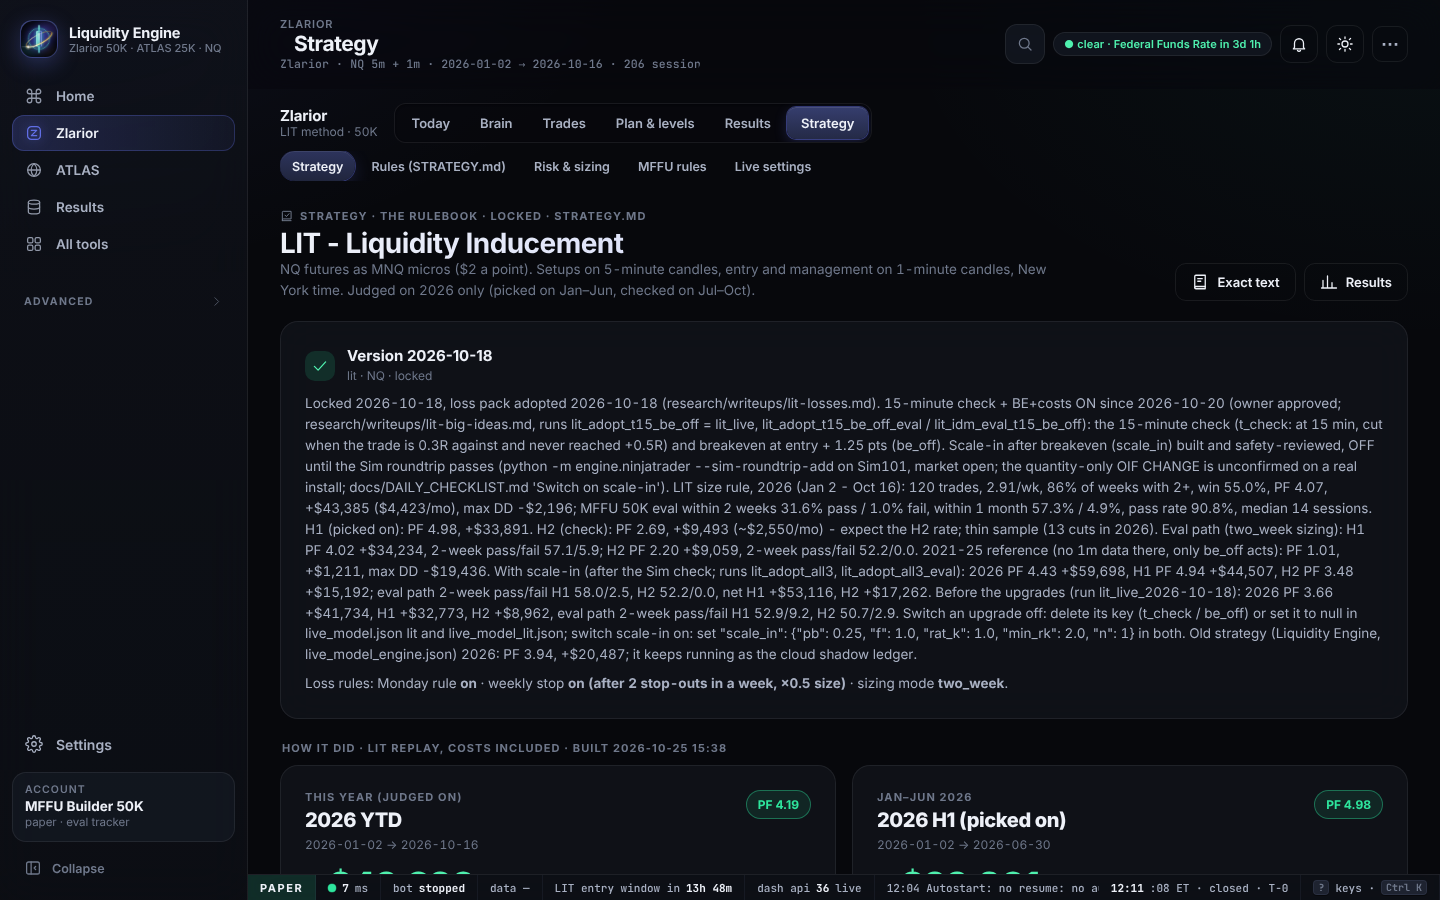 Liquidity Engine
Zlarior 50K · ATLAS 25K · NQ
Home
Zlarior
ATLAS
Results
All tools
ADVANCED
Settings
ACCOUNT
MFFU Builder 50K
paper · eval tracker
Collapse
ZLARIOR
Strategy
Zlarior · NQ 5m + 1m · 2026-01-02 → 2026-10-16 · 206 session
clear · Federal Funds Rate in 3d 1h
Zlarior
LIT method · 50K
Today Brain Trades Plan & levels Results Strategy
Strategy Rules (STRATEGY.md) Risk & sizing MFFU rules Live settings
STRATEGY · THE RULEBOOK · LOCKED · STRATEGY.MD
LIT - Liquidity Inducement
NQ futures as MNQ micros ($2 a point). Setups on 5-minute candles, entry and management on 1-minute candles, New
York time. Judged on 2026 only (picked on Jan–Jun, checked on Jul–Oct).
Exact text
Results
Version 2026-10-18
lit · NQ · locked
Locked 2026-10-18, loss pack adopted 2026-10-18 (research/writeups/lit-losses.md). 15-minute check + BE+costs ON since 2026-10-20 (owner approved;
research/writeups/lit-big-ideas.md, runs lit_adopt_t15_be_off = lit_live, lit_adopt_t15_be_off_eval / lit_idm_eval_t15_be_off): the 15-minute check (t_check: at 15 min, cut
when the trade is 0.3R against and never reached +0.5R) and breakeven at entry + 1.25 pts (be_off). Scale-in after breakeven (scale_in) built and safety-reviewed, OFF
until the Sim roundtrip passes (python -m engine.ninjatrader --sim-roundtrip-add on Sim101, market open; the quantity-only OIF CHANGE is unconfirmed on a real
install; docs/DAILY_CHECKLIST.md 'Switch on scale-in'). LIT size rule, 2026 (Jan 2 - Oct 16): 120 trades, 2.91/wk, 86% of weeks with 2+, win 55.0%, PF 4.07,
+$43,385 ($4,423/mo), max DD -$2,196; MFFU 50K eval within 2 weeks 31.6% pass / 1.0% fail, within 1 month 57.3% / 4.9%, pass rate 90.8%, median 14 sessions.
H1 (picked on): PF 4.98, +$33,891. H2 (check): PF 2.69, +$9,493 (~$2,550/mo) - expect the H2 rate; thin sample (13 cuts in 2026). Eval path (two_week sizing): H1
PF 4.02 +$34,234, 2-week pass/fail 57.1/5.9; H2 PF 2.20 +$9,059, 2-week pass/fail 52.2/0.0. 2021-25 reference (no 1m data there, only be_off acts): PF 1.01,
+$1,211, max DD -$19,436. With scale-in (after the Sim check; runs lit_adopt_all3, lit_adopt_all3_eval): 2026 PF 4.43 +$59,698, H1 PF 4.94 +$44,507, H2 PF 3.48
+$15,192; eval path 2-week pass/fail H1 58.0/2.5, H2 52.2/0.0, net H1 +$53,116, H2 +$17,262. Before the upgrades (run lit_live_2026-10-18): 2026 PF 3.66
+$41,734, H1 +$32,773, H2 +$8,962, eval path 2-week pass/fail H1 52.9/9.2, H2 50.7/2.9. Switch an upgrade off: delete its key (t_check / be_off) or set it to null in
live_model.json lit and live_model_lit.json; switch scale-in on: set "scale_in": {"pb": 0.25, "f": 1.0, "rat_k": 1.0, "min_rk": 2.0, "n": 1} in both. Old strategy (Liquidity Engine,
live_model_engine.json) 2026: PF 3.94, +$20,487; it keeps running as the cloud shadow ledger.
Loss rules: Monday rule on · weekly stop on (after 2 stop-outs in a week, ×0.5 size) · sizing mode two_week.
HOW IT DID · LIT REPLAY, COSTS INCLUDED · BUILT 2026-10-25 15:38
THIS YEAR (JUDGED ON)
2026 YTD
2026-01-02 → 2026-10-16
PF 4.19
JAN–JUN 2026
2026 H1 (picked on)
2026-01-02 → 2026-06-30
PF 4.98
PAPER 7 ms bot stopped data — LIT entry window in 13h 48m dash api 36 live 12:04 Autostart: no resume: no 12:11 :08 ET · closed · T-0 ? keys · Ctrl K